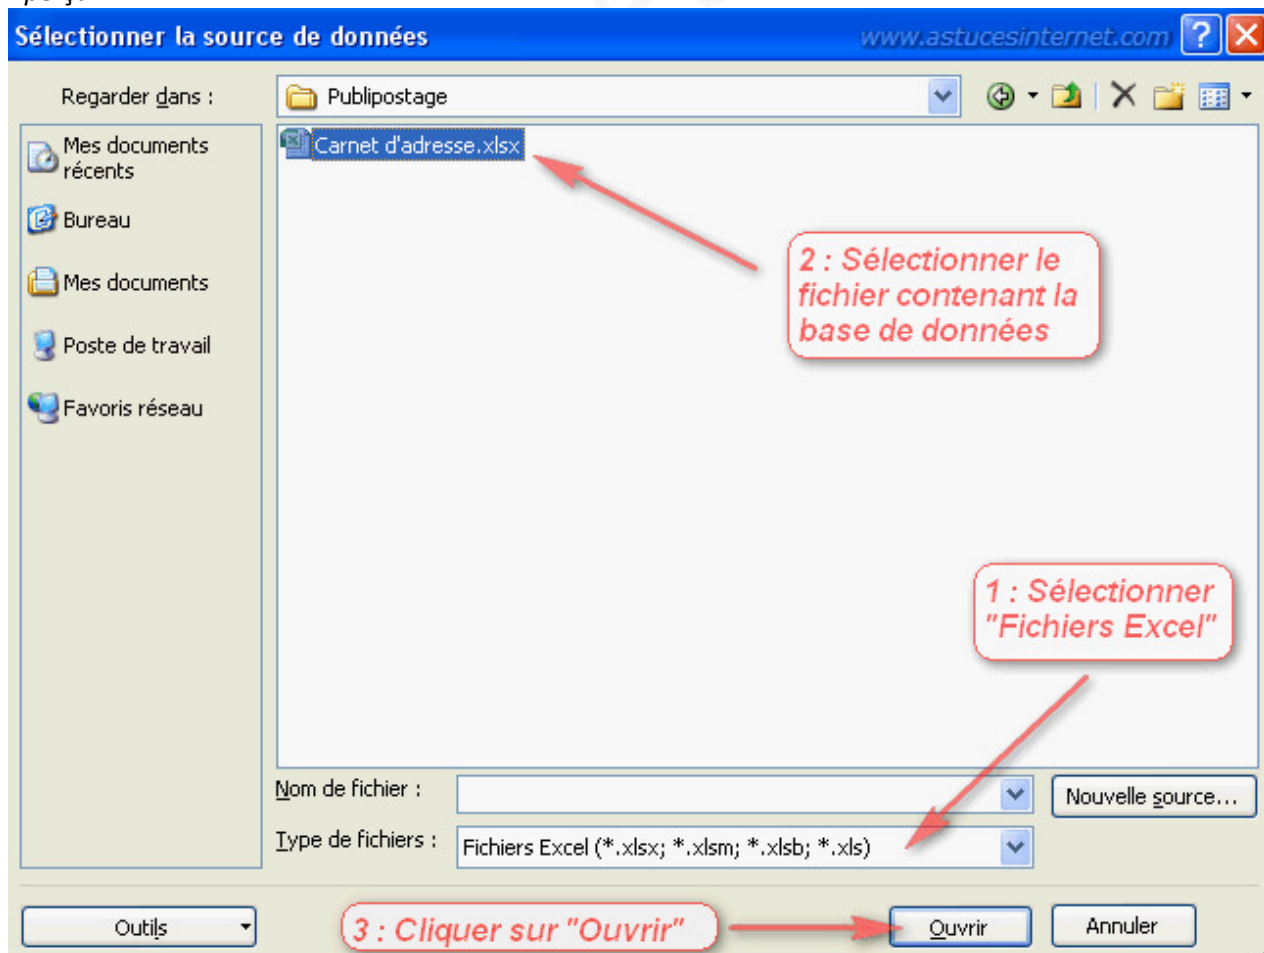 Sélectionner la source de données
www.astucesinternet.com
Regarder dans :
Publipostage
Mes documents
récents
Bureau
Mes documents
Poste de travail
Favoris réseau
Carnet d'adresse.xlsx
2 : Sélectionner le
fichier contenant la
base de données
1 : Sélectionner
"Fichiers Excel"
Nom de fichier :
Nouvelle source...
Type de fichiers :
Fichiers Excel (*.xlsx; *.xlsm; *.xlsb; *.xls)
Outils
3 : Cliquer sur "Ouvrir"
Ouvrir
Annuler